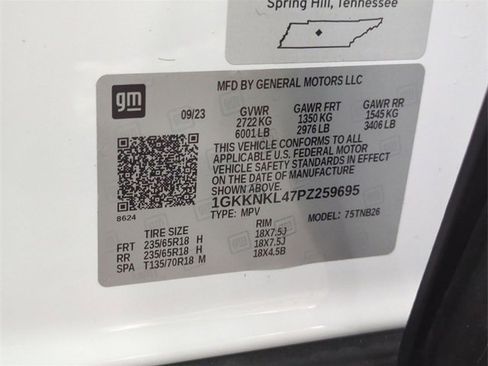 Spring Hill, Tennessee
gm
MFD BY GENERAL MOTORS LLC
09/23 GVWR GAWR FRT GAWR RR
2722 KG 1350 KG 1545 KG
6001 LB 2976 LB 3406 LB
THIS VEHICLE CONFORMS TO ALL
APPLICABLE U.S. FEDERAL MOTOR
VEHICLE SAFETY STANDARDS IN EFFECT
ON THE DATE OF MANUFACTURE
SHOWN ABOVE.
1GKKNKL47PZ259695
8624
TYPE: MPV MODEL: 75TNB26
TIRE SIZE RIM
FRT 235/65R18 H 18X7.5J
RR 235/65R18 H 18X7.5J
SPA T135/70R18 M 18X4.5B